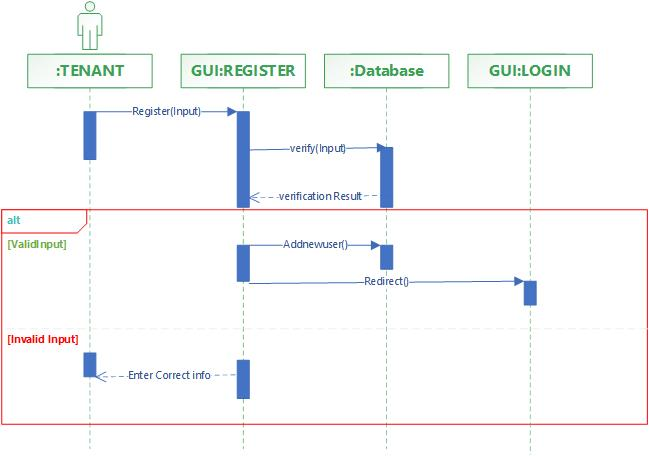 :TENANT
GUI:REGISTER
:Database
GUI:LOGIN
Register(Input)
verify(Input)
verification Result
alt
[ValidInput]
Addnewuser()
Redirect()
[Invalid Input]
Enter Correct info